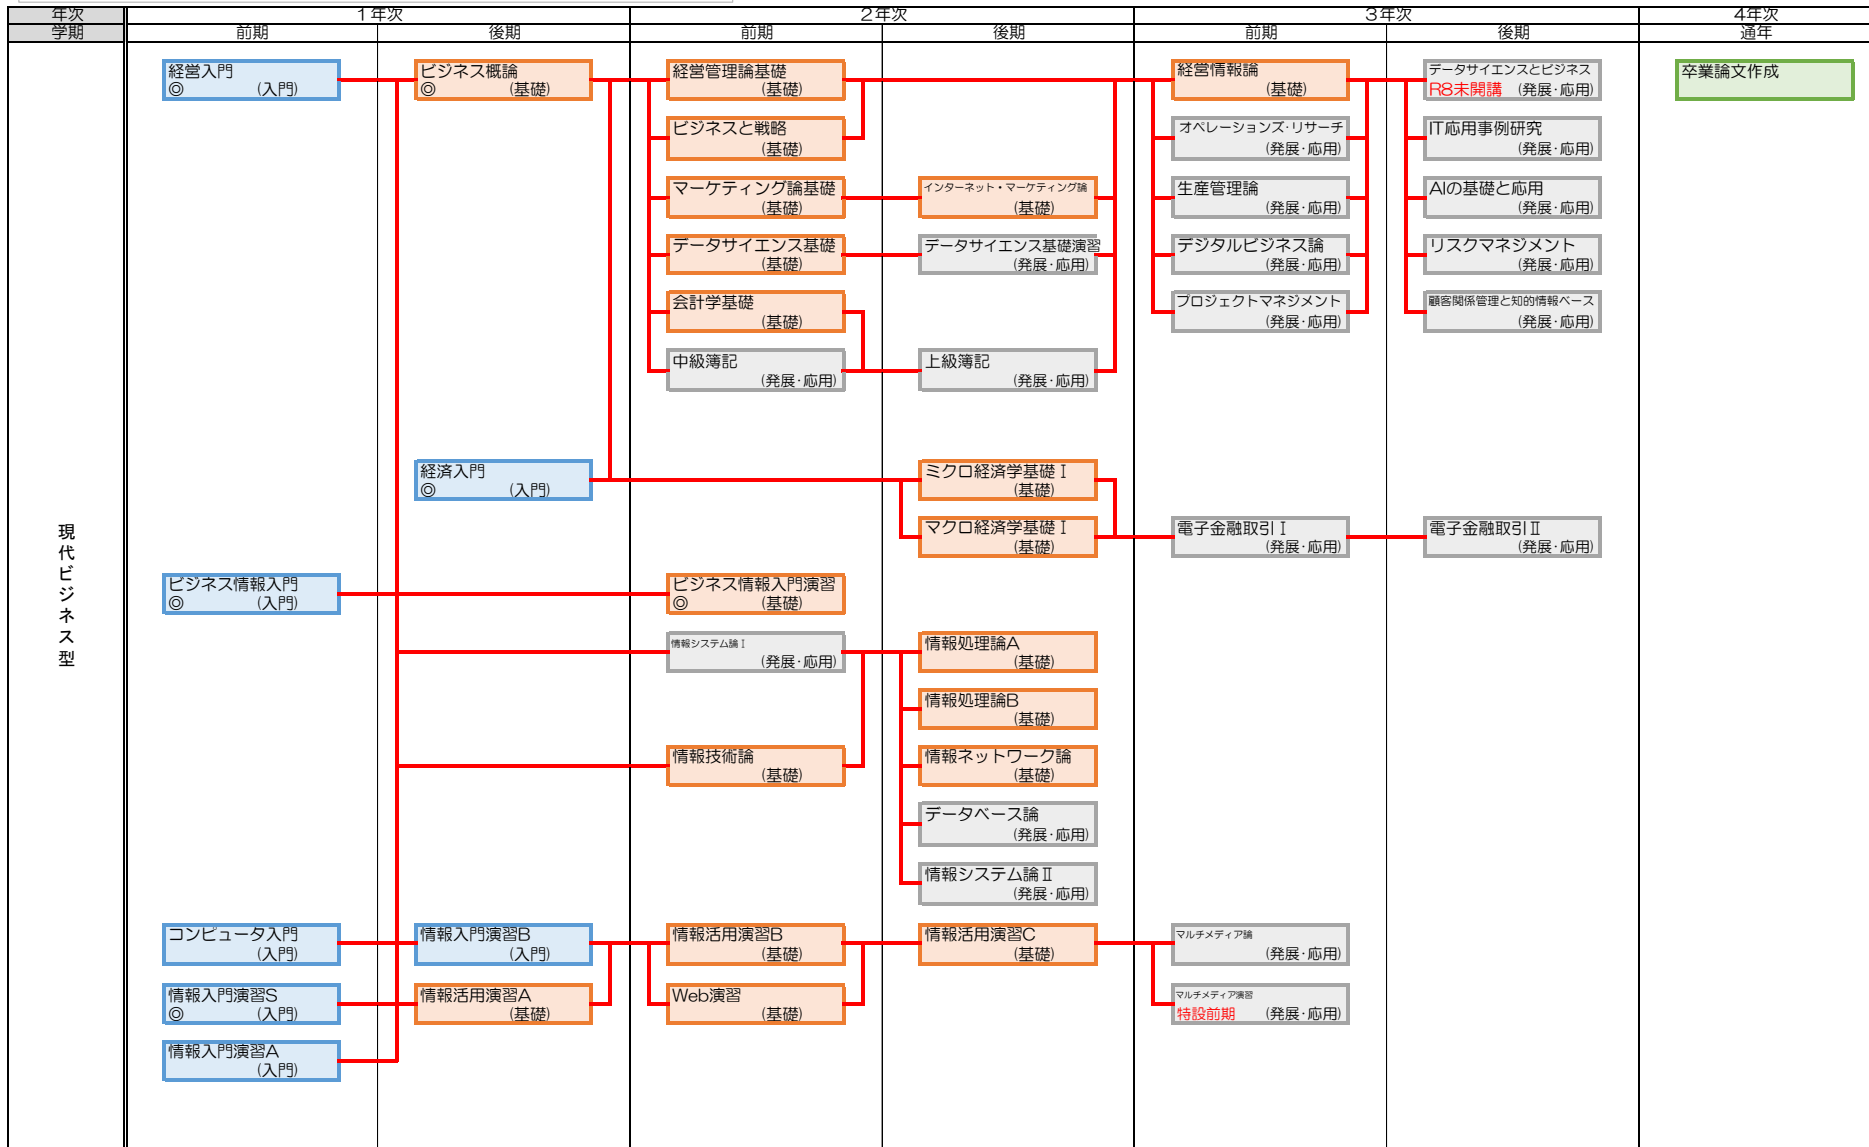 年次 1年次 2年次 3年次 4年次
学期 前期 後期 前期 後期 前期 後期 通年
経営入門 ビジネス概論 経営管理論基礎 経営情報論 データサイエンスとビジネス 卒業論文作成
◎ (入門) ◎ (基礎) (基礎) (基礎) R8未開講 (発展・応用)
ビジネスと戦略 オペレーションズ・リサーチ IT応用事例研究
(基礎) (発展・応用) (発展・応用)
マーケティング論基礎 インターネット・マーケティング論 生産管理論 AIの基礎と応用
(基礎) (基礎) (発展・応用) (発展・応用)
データサイエンス基礎 データサイエンス基礎演習 デジタルビジネス論 リスクマネジメント
(基礎) (発展・応用) (発展・応用) (発展・応用)
会計学基礎 プロジェクトマネジメント 顧客関係管理と知的情報ベース
(基礎) (発展・応用) (発展・応用)
中級簿記 上級簿記
(発展・応用) (発展・応用)
経済入門 ミクロ経済学基礎Ⅰ
◎ (入門) (基礎)
マクロ経済学基礎Ⅰ 電子金融取引Ⅰ 電子金融取引Ⅱ
(基礎) (発展・応用) (発展・応用)
現代ビジネス型
ビジネス情報入門 ビジネス情報入門演習
◎ (入門) ◎ (基礎)
情報システム論Ⅰ 情報処理論A
(発展・応用) (基礎)
情報処理論B
(基礎)
情報技術論 情報ネットワーク論
(基礎) (基礎)
データベース論
(発展・応用)
情報システム論Ⅱ
(発展・応用)
コンピュータ入門 情報入門演習B 情報活用演習B 情報活用演習C マルチメディア論
(入門) (入門) (基礎) (基礎) (発展・応用)
情報入門演習S 情報活用演習A Web演習 マルチメディア演習
◎ (入門) (基礎) (基礎) 特設前期 (発展・応用)
情報入門演習A
(入門)